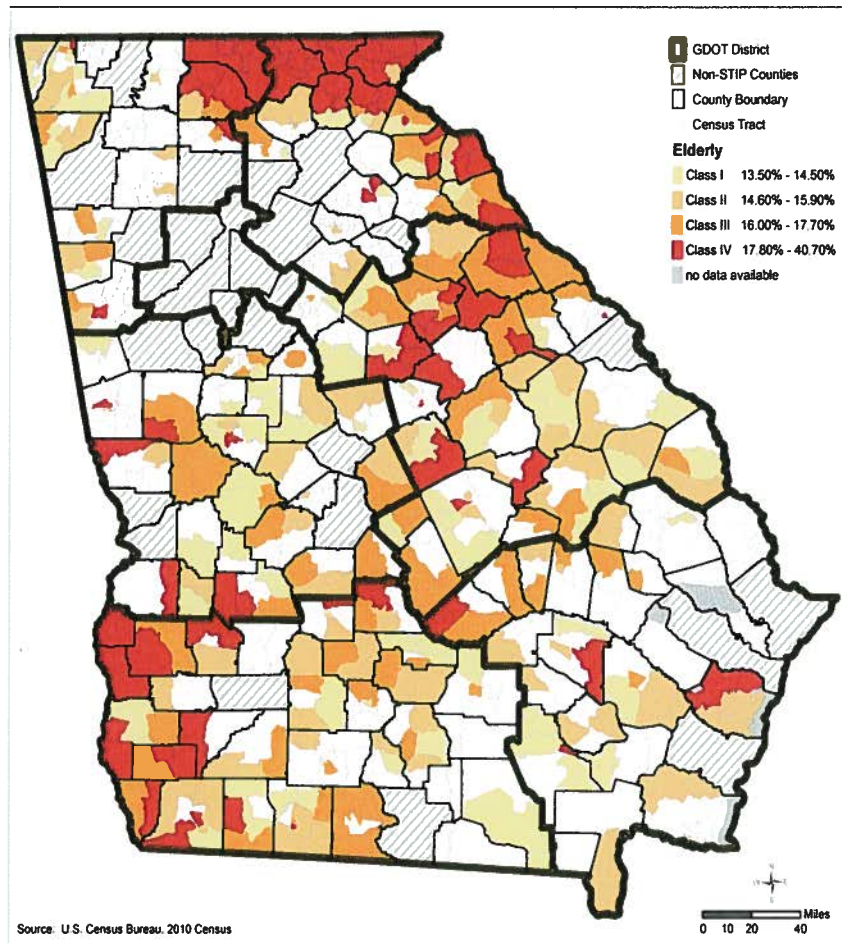 GDOT District
Non-STIP Counties
County Boundary
Census Tract
Elderly
Class I 13.50% - 14.50%
Class II 14.60% - 15.90%
Class III 16.00% - 17.70%
Class IV 17.80% - 40.70%
no data available
N
W E
S
Miles
0 10 20 40
Source: U.S. Census Bureau. 2010 Census